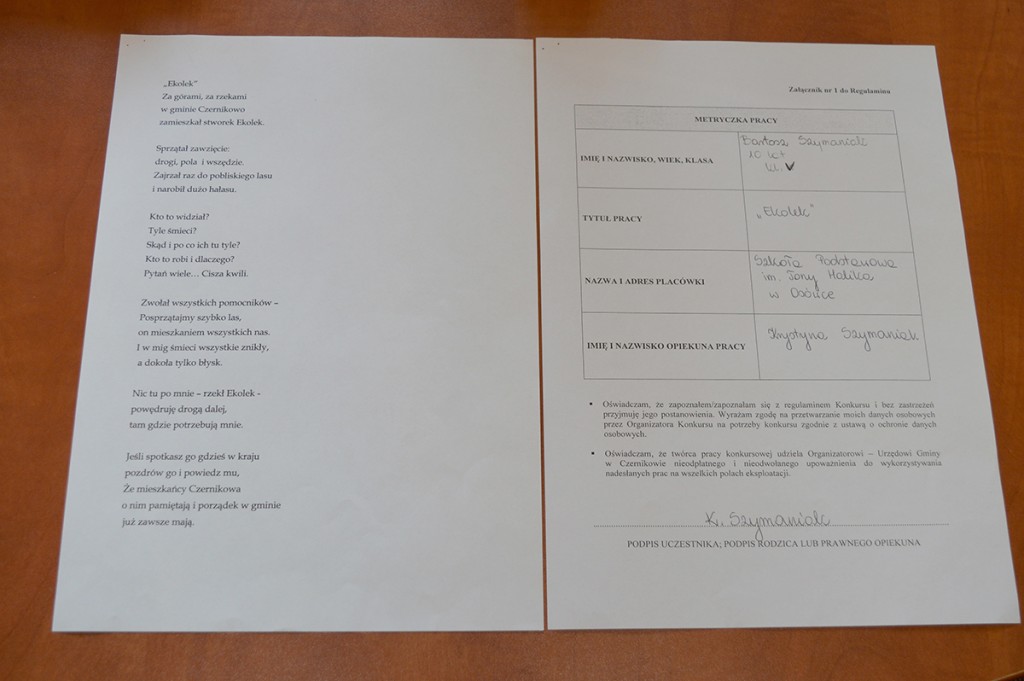 „Ekolek"
Za górami, za rzekami
w gminie Czernikowo
zamieszkał stworek Ekolek.
Sprzątał zawzięcie:
drogi, pola i wszędzie.
Zajrzał raz do pobliskiego lasu
i narobił dużo hałasu.
Kto to widział?
Tyle śmieci?
Skąd i po co ich tu tyle?
Kto to robi i dlaczego?
Pytań wiele... Cisza kwili.
Zwołał wszystkich pomocników –
Posprzątajmy szybko las,
on mieszkaniem wszystkich nas.
I w mig śmieci wszystkie znikły,
a dokoła tylko błysk.
Nic tu po mnie – rzekł Ekolek -
powędruję drogą dalej,
tam gdzie potrzebują mnie.
Jeśli spotkasz go gdzieś w kraju
pozdrów go i powiedz mu,
Że mieszkańcy Czernikowa
o nim pamiętają i porządek w gminie
już zawsze mają.
Załącznik nr 1 do Regulaminu
METRYCZKA PRACY
IMIĘ I NAZWISKO, WIEK, KLASA
Bartosz Szymaniak
10 lat
kl. V
TYTUŁ PRACY
„Ekolek"
NAZWA I ADRES PLACÓWKI
Szkoła Podstawowa
im. Tony Halika
w Osówce
IMIĘ I NAZWISKO OPIEKUNA PRACY
Krystyna Szymaniak
• Oświadczam, że zapoznałem/zapoznałam się z regulaminem Konkursu i bez zastrzeżeń
przyjmuję jego postanowienia. Wyrażam zgodę na przetwarzanie moich danych osobowych
przez Organizatora Konkursu na potrzeby konkursu zgodnie z ustawą o ochronie danych
osobowych.
• Oświadczam, że twórca pracy konkursowej udziela Organizatorowi – Urzędowi Gminy
w Czernikowie nieodpłatnego i nieodwołanego upoważnienia do wykorzystywania
nadesłanych prac na wszelkich polach eksploatacji.
K. Szymaniak
PODPIS UCZESTNIKA; PODPIS RODZICA LUB PRAWNEGO OPIEKUNA